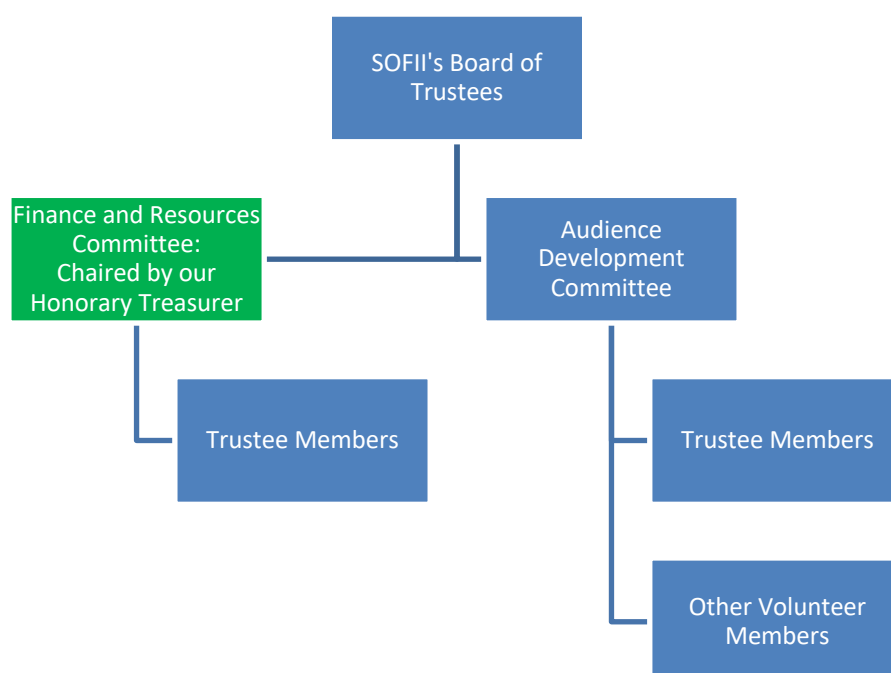 SOFII's Board of
Trustees
Finance and Resources
Committee:
Chaired by our
Honorary Treasurer
Audience
Development
Committee
Trustee Members
Trustee Members
Other Volunteer
Members